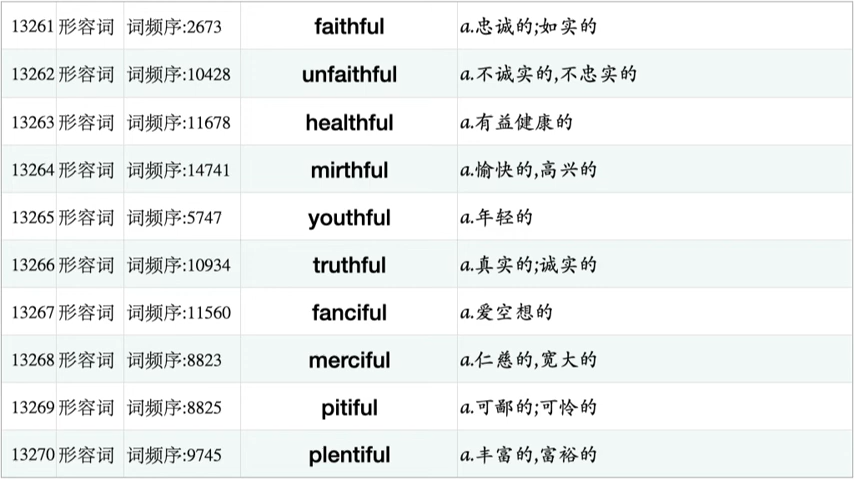 13261 形容词 词频序:2673 faithful a.忠诚的;如实的
13262 形容词 词频序:10428 unfaithful a.不诚实的,不忠实的
13263 形容词 词频序:11678 healthful a.有益健康的
13264 形容词 词频序:14741 mirthful a.愉快的,高兴的
13265 形容词 词频序:5747 youthful a.年轻的
13266 形容词 词频序:10934 truthful a.真实的;诚实的
13267 形容词 词频序:11560 fanciful a.爱空想的
13268 形容词 词频序:8823 merciful a.仁慈的,宽大的
13269 形容词 词频序:8825 pitiful a.可鄙的;可怜的
13270 形容词 词频序:9745 plentiful a.丰富的,富裕的